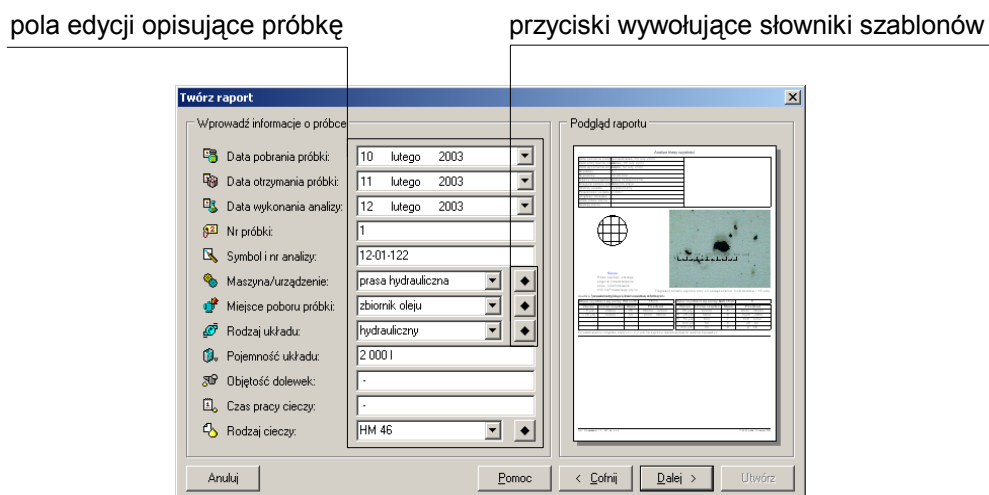 pola edycji opisujące próbkę
przyciski wywołujące słowniki szablonów
Twórz raport
Wprowadź informacje o próbce
Data pobrania próbki: 10 lutego 2003
Data otrzymania próbki: 11 lutego 2003
Data wykonania analizy: 12 lutego 2003
Nr próbki: 1
Symbol i nr analizy: 12-01-122
Maszyna/urządzenie: prasa hydrauliczna
Miejsce poboru próbki: zbiornik oleju
Rodzaj układu: hydrauliczny
Pojemność układu: 2 000 l
Objętość dolewek: -
Czas pracy cieczy: -
Rodzaj cieczy: HM 46
Podgląd raportu
Anuluj
Pomoc
< Cofnij
Dalej >
Utwórz